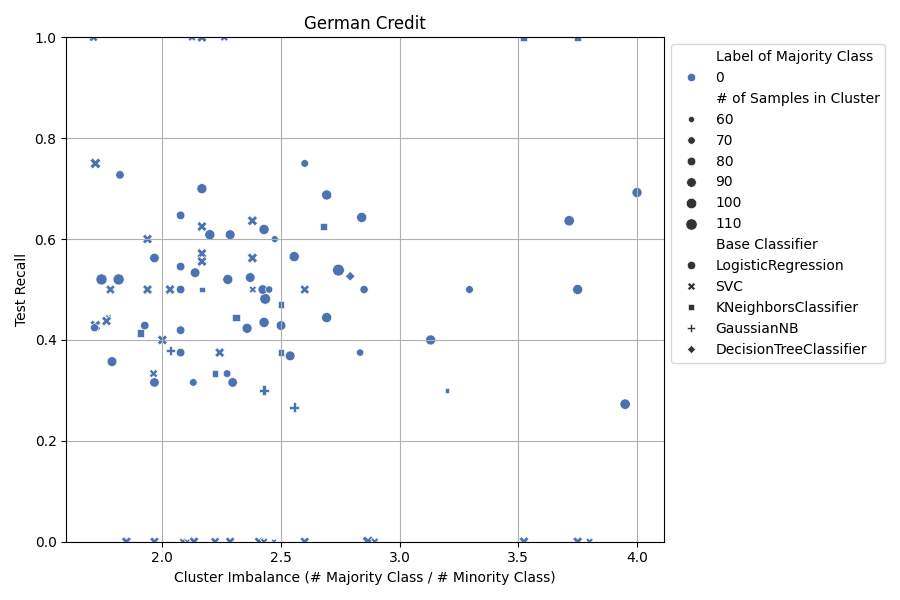 German Credit
1.0
0.8
0.6
0.4
0.2
0.0
Test Recall
2.0
2.5
3.0
3.5
4.0
Cluster Imbalance (# Majority Class / # Minority Class)
Label of Majority Class
0
# of Samples in Cluster
60
70
80
90
100
110
Base Classifier
LogisticRegression
SVC
KNeighborsClassifier
GaussianNB
DecisionTreeClassifier